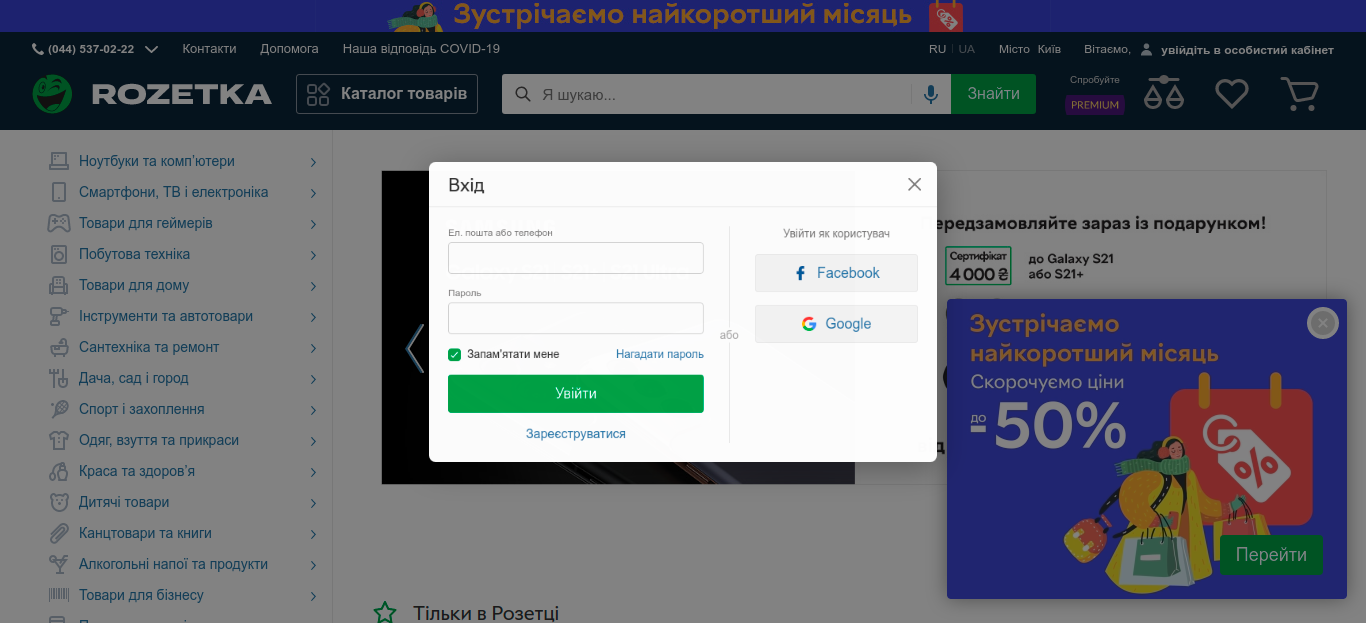 Зустрічаємо найкоротший місяць
(044) 537-02-22 Контакти Допомога Наша відповідь COVID-19 RU UA Місто Київ Вітаємо, увійдіть в особистий кабінет
ROZETKA Каталог товарів Я шукаю... Знайти
Спробуйте
PREMIUM
Ноутбуки та комп'ютери
Смартфони, ТВ і електроніка
Товари для геймерів
Побутова техніка
Товари для дому
Інструменти та автотовари
Сантехніка та ремонт
Дача, сад і город
Спорт і захоплення
Одяг, взуття та прикраси
Краса та здоров'я
Дитячі товари
Канцтовари та книги
Алкогольні напої та продукти
Товари для бізнесу
Вхід
Ел. пошта або телефон
Пароль
Запам'ятати мене Нагадати пароль
Увійти
Зареєструватися
або
Увійти як користувач
Facebook
Google
ередзамовляйте зараз із подарунком!
Сертифікат
4 000 ₴
до Galaxy S21
або S21+
Зустрічаємо
найкоротший місяць
Скорочуємо ціни
до
-50%
%
Перейти
Тільки в Розетці